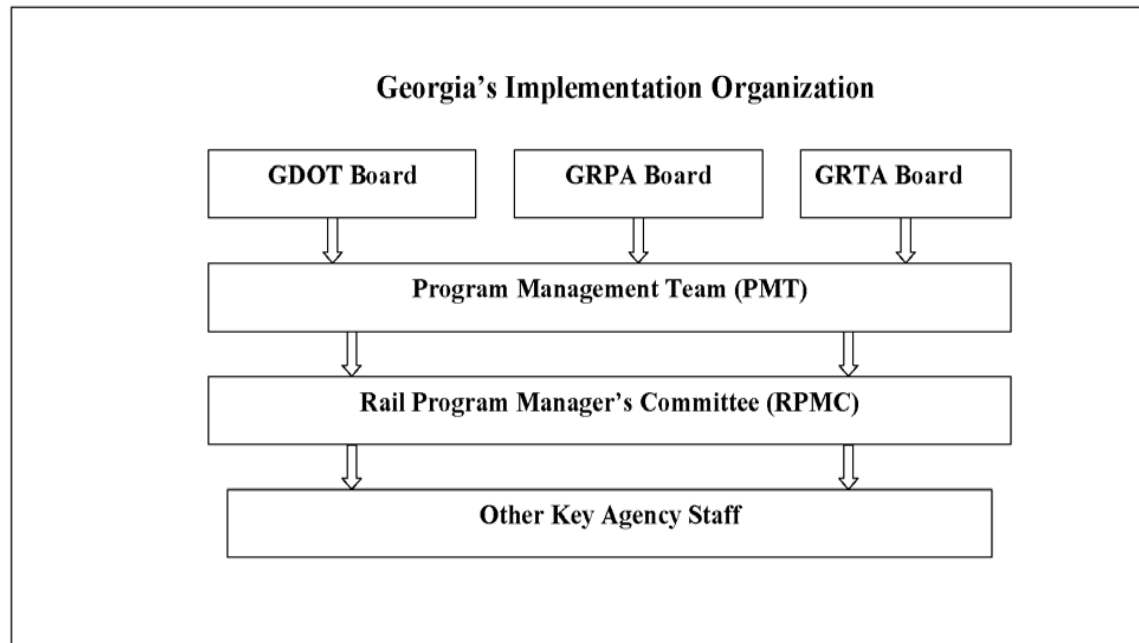 Georgia’s Implementation Organization
GDOT Board
GRPA Board
GRTA Board
Program Management Team (PMT)
Rail Program Manager’s Committee (RPMC)
Other Key Agency Staff